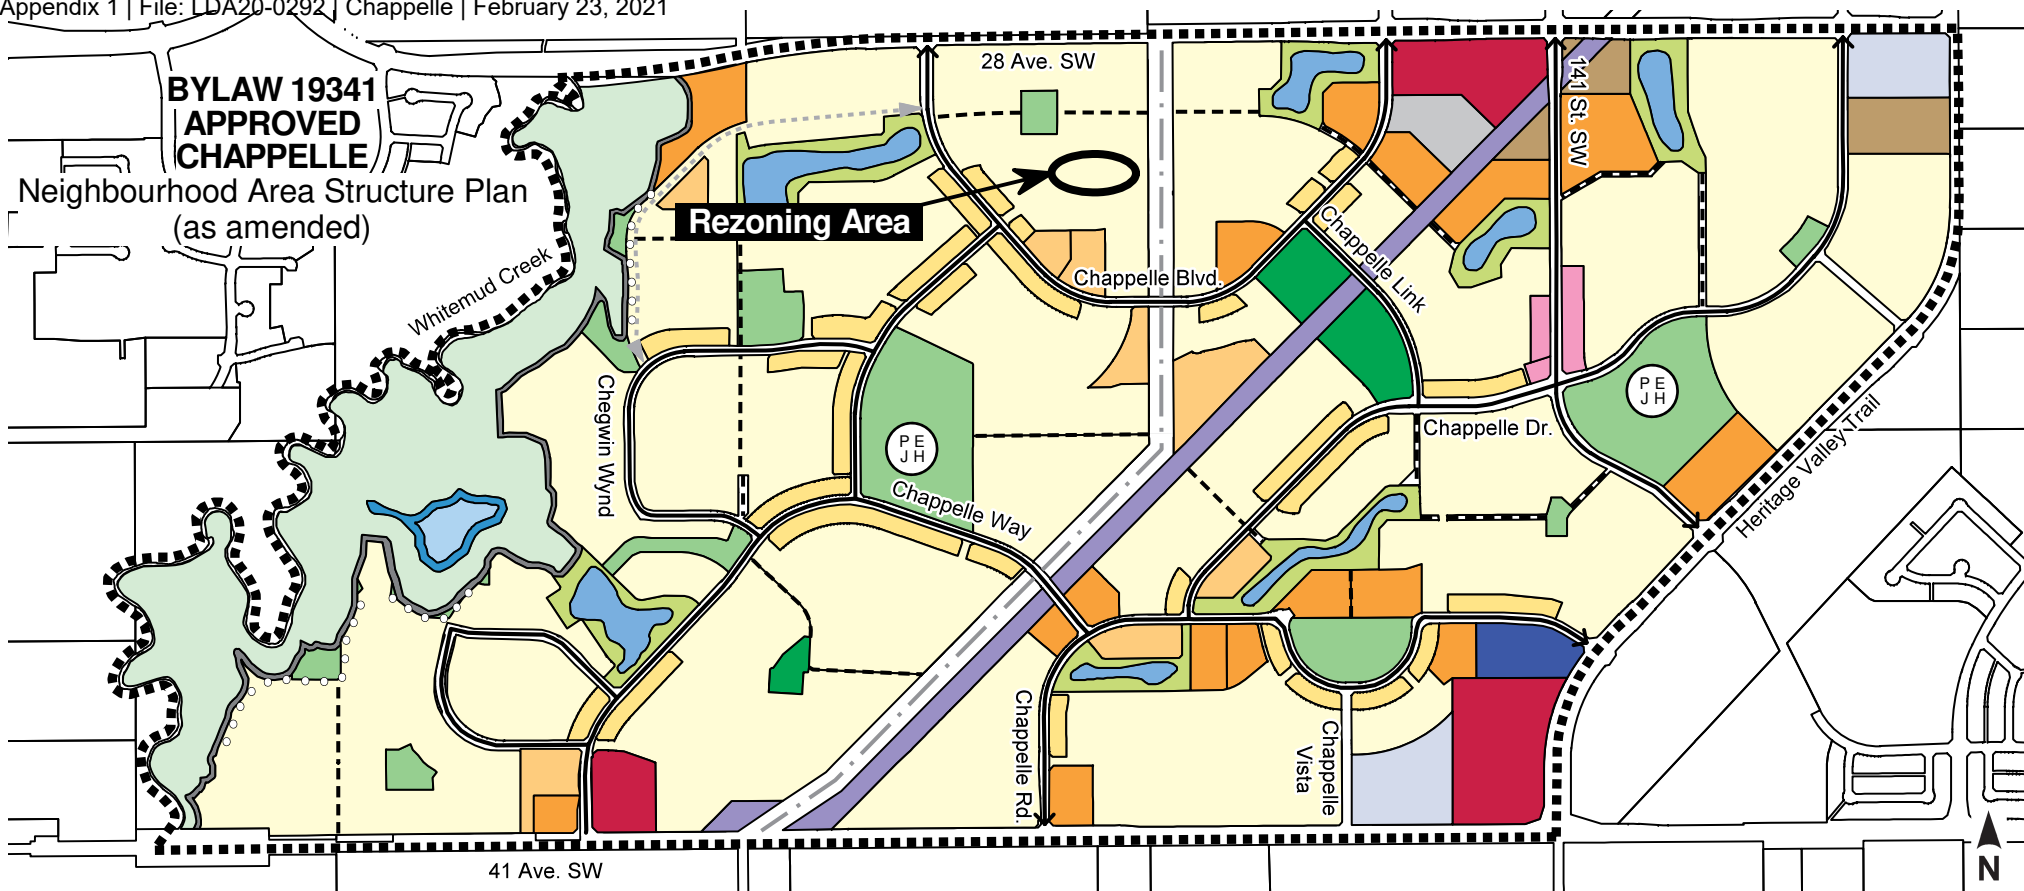 Appendix 1 | File: LDA20-0292 | Chappelle | February 23, 2021
BYLAW 19341
APPROVED
CHAPPELLE
Neighbourhood Area Structure Plan
(as amended)
28 Ave. SW
141 St. SW
Rezoning Area
Whitemud Creek
Chappelle Link
Chappelle Blvd.
Chegwin Wynd
P E
J H
P E
J H
Chappelle Dr.
Heritage Valley Trail
Chappelle Way
Chappelle Rd.
Chappelle
Vista
41 Ave. SW
N